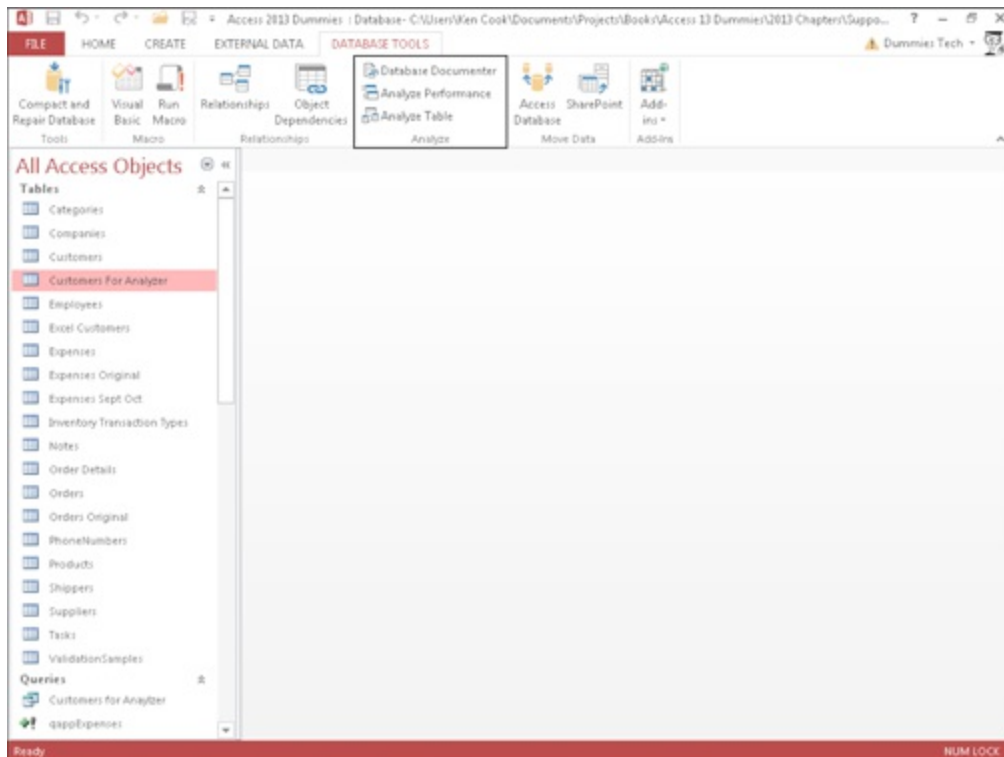 Access 2013 Dummies : Database- C:\Users\Ken Cook\Documents\Projects\Books\Access 13 Dummies\2013 Chapters\Suppo... ?
FILE HOME CREATE EXTERNAL DATA DATABASE TOOLS Dummies Tech
Compact and Repair Database
Visual Basic
Run Macro
Relationships
Object Dependencies
Database Documenter
Analyze Performance
Analyze Table
Access Database
SharePoint
Add-ins
Tools Macro Relationships Analyze Move Data Add-Ins
All Access Objects
Tables
Categories
Companies
Customers
Customers For Analyzer
Employees
Excel Customers
Expenses
Expenses Original
Expenses Sept Oct
Inventory Transaction Types
Notes
Order Details
Orders
Orders Original
PhoneNumbers
Products
Shippers
Suppliers
Tasks
ValidationSamples
Queries
Customers for Anaylzer
qappExpenses
Ready NUM LOCK